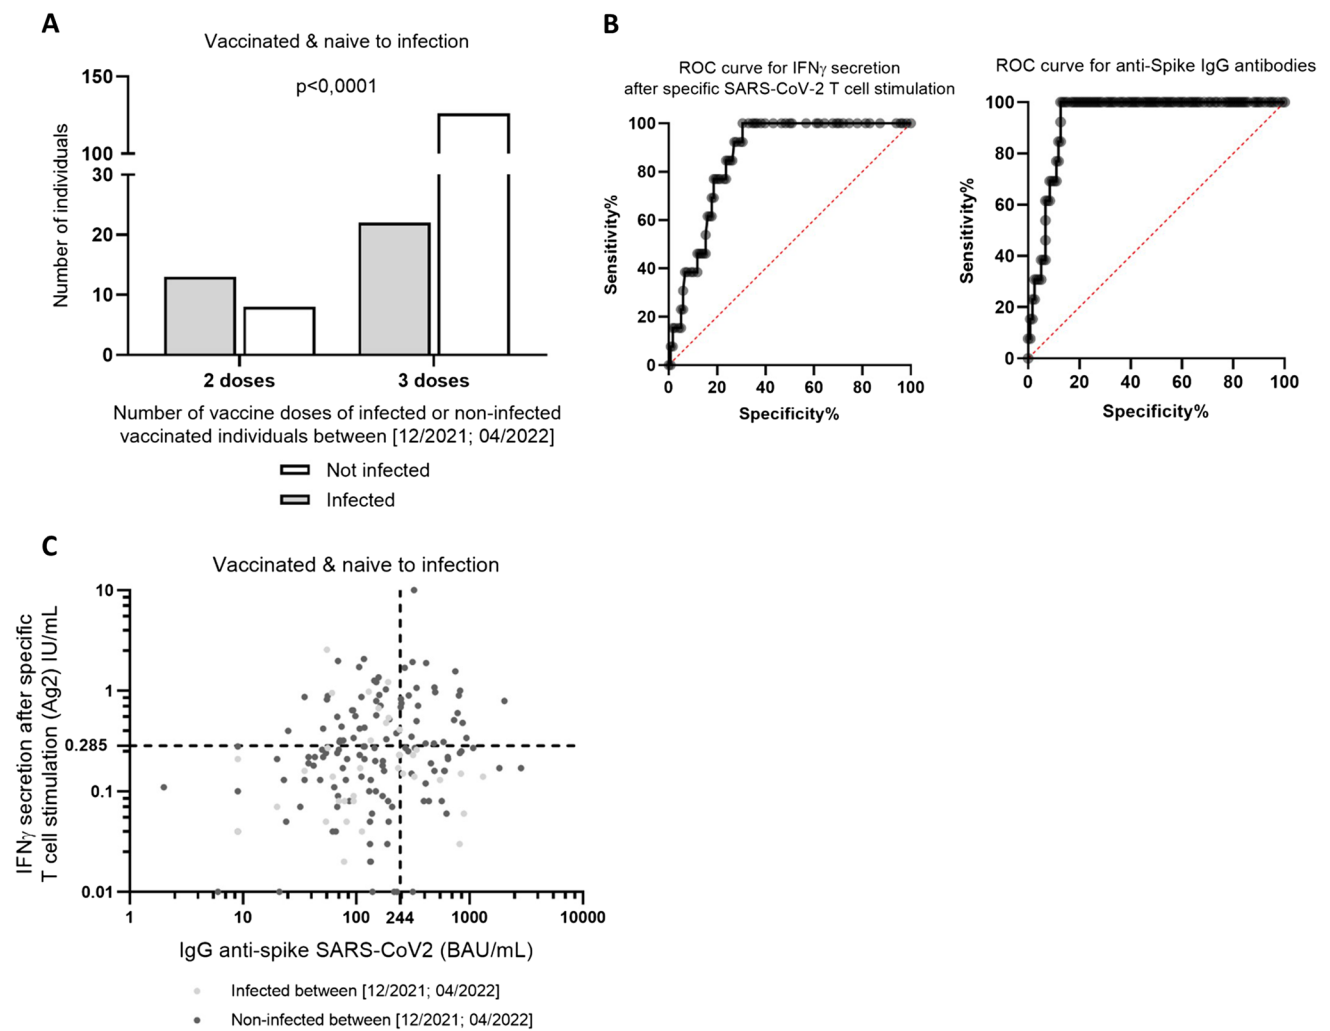 A
Vaccinated & naive to infection
p<0,0001
150
100
30
20
10
0
Number of individuals
2 doses
3 doses
Number of vaccine doses of infected or non-infected
vaccinated individuals between [12/2021; 04/2022]
Not infected
Infected
B
ROC curve for IFNγ secretion
after specific SARS-CoV-2 T cell stimulation
100
80
60
40
20
0
Sensitivity%
0 20 40 60 80 100
Specificity%
ROC curve for anti-Spike IgG antibodies
100
80
60
40
20
0
Sensitivity%
0 20 40 60 80 100
Specificity%
C
Vaccinated & naive to infection
10
1
0.285
0.1
0.01
IFNγ secretion after specific
T cell stimulation (Ag2) IU/mL
1 10 100 244 1000 10000
IgG anti-spike SARS-CoV2 (BAU/mL)
Infected between [12/2021; 04/2022]
Non-infected between [12/2021; 04/2022]